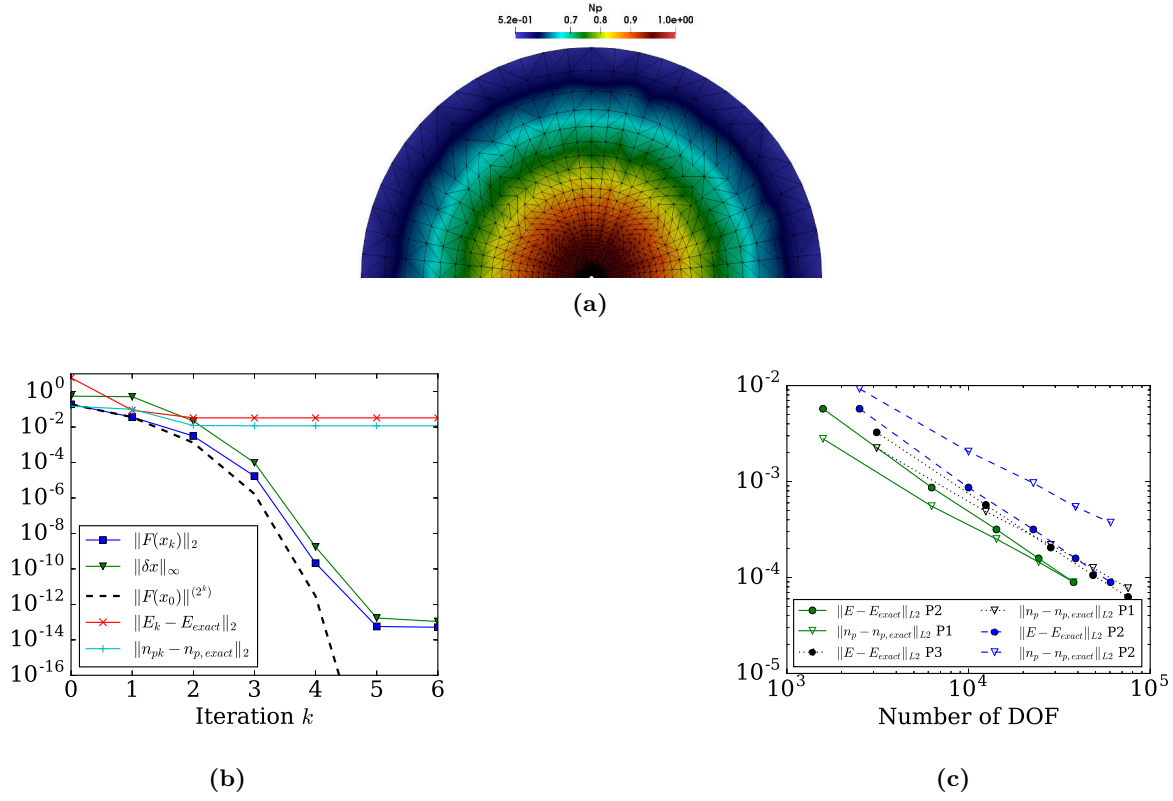 Np
5.2e-01 0.7 0.8 0.9 1.0e+00
(a)
10^0
10^-2
10^-4
10^-6
10^-8
10^-10
10^-12
10^-14
10^-16
‖F(x_k)‖_2
‖δx‖_∞
‖F(x_0)‖^(2^k)
‖E_k − E_exact‖_2
‖n_pk − n_p,exact‖_2
0 1 2 3 4 5 6
Iteration k
(b)
10^-2
10^-3
10^-4
10^-5
‖E − E_exact‖_L2 P2
‖n_p − n_p,exact‖_L2 P1
‖E − E_exact‖_L2 P3
‖n_p − n_p,exact‖_L2 P1
‖E − E_exact‖_L2 P2
‖n_p − n_p,exact‖_L2 P2
10^3 10^4 10^5
Number of DOF
(c)